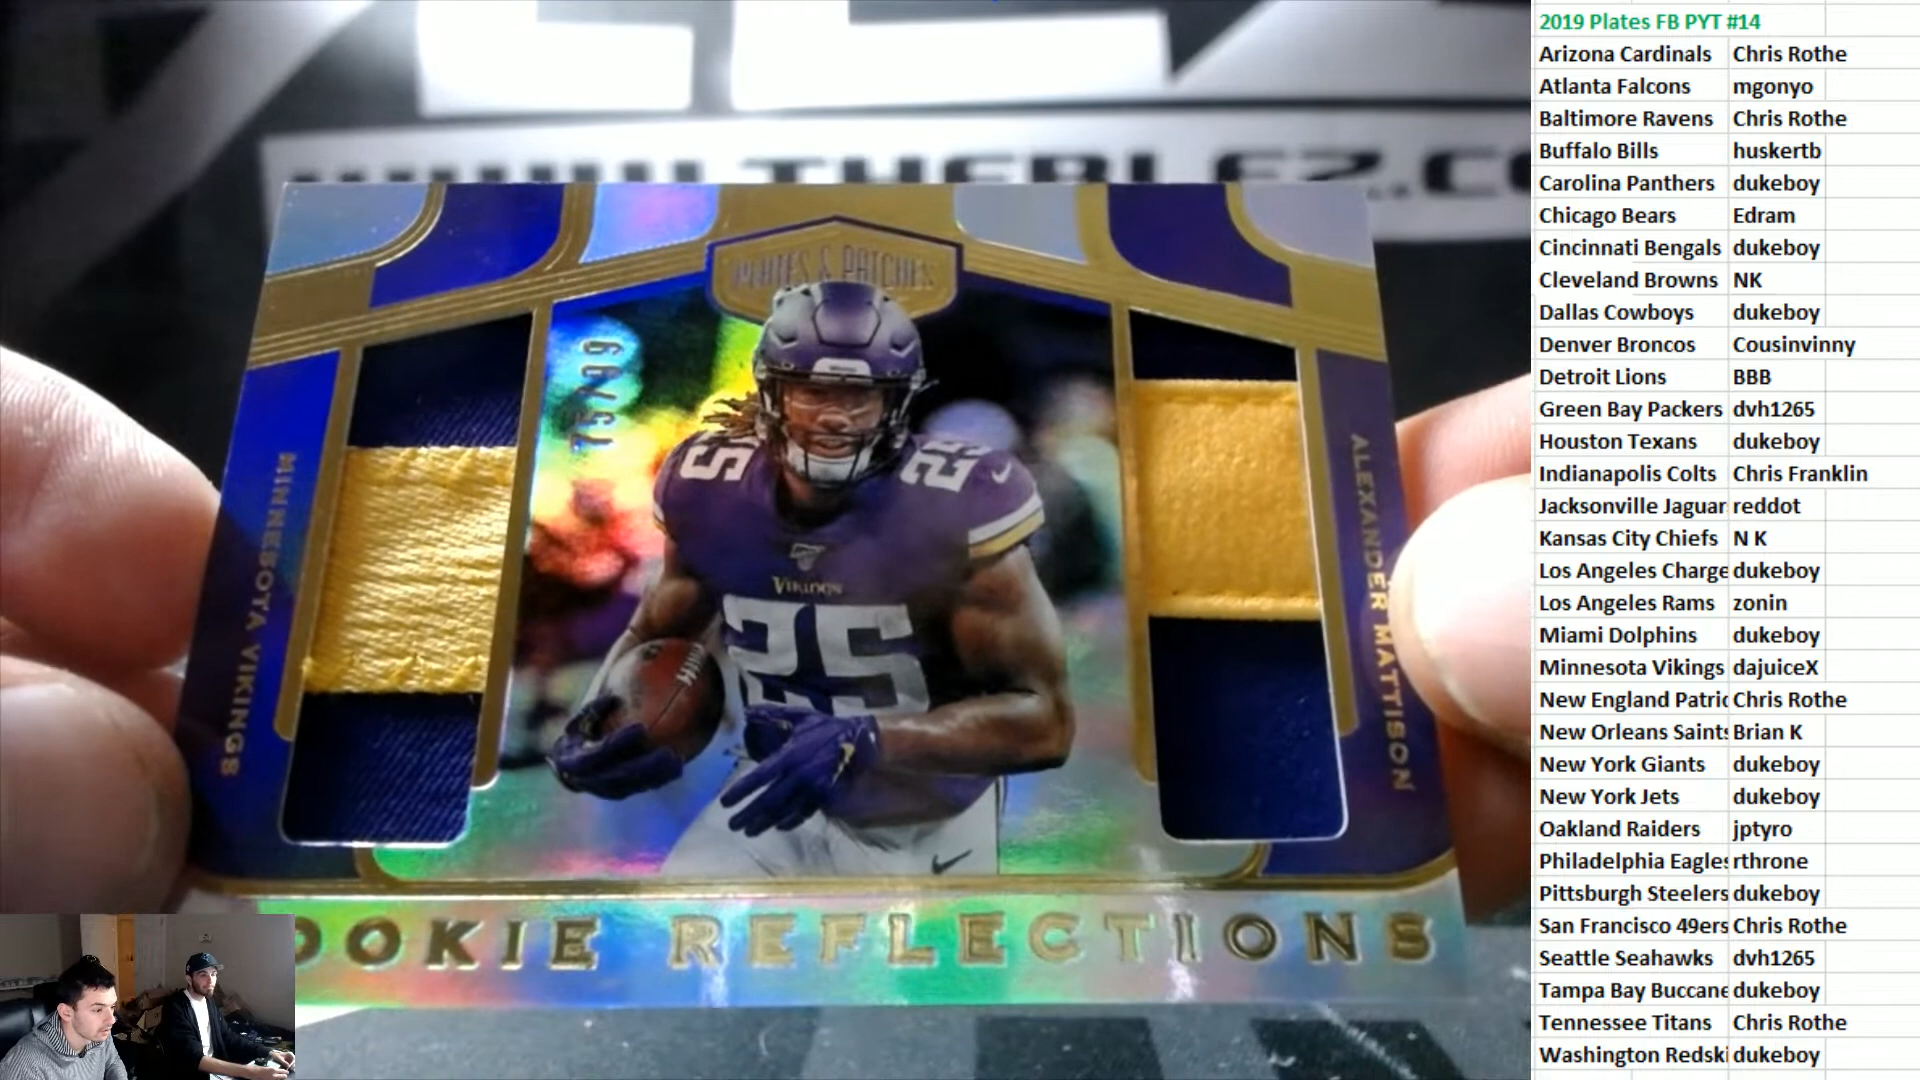 WWW.THEBLEZ.CO
PLATES & PATCHES
75/99
MINNESOTA VIKINGS
ALEXANDER MATTISON
25
25
VIKINGS
25
OOKIE REFLECTIONS
2019 Plates FB PYT #14
Arizona Cardinals Chris Rothe
Atlanta Falcons mgonyo
Baltimore Ravens Chris Rothe
Buffalo Bills huskertb
Carolina Panthers dukeboy
Chicago Bears Edram
Cincinnati Bengals dukeboy
Cleveland Browns NK
Dallas Cowboys dukeboy
Denver Broncos Cousinvinny
Detroit Lions BBB
Green Bay Packers dvh1265
Houston Texans dukeboy
Indianapolis Colts Chris Franklin
Jacksonville Jaguar reddot
Kansas City Chiefs N K
Los Angeles Charge dukeboy
Los Angeles Rams zonin
Miami Dolphins dukeboy
Minnesota Vikings dajuiceX
New England Patric Chris Rothe
New Orleans Saints Brian K
New York Giants dukeboy
New York Jets dukeboy
Oakland Raiders jptyro
Philadelphia Eagles rthrone
Pittsburgh Steelers dukeboy
San Francisco 49ers Chris Rothe
Seattle Seahawks dvh1265
Tampa Bay Buccane dukeboy
Tennessee Titans Chris Rothe
Washington Redski dukeboy